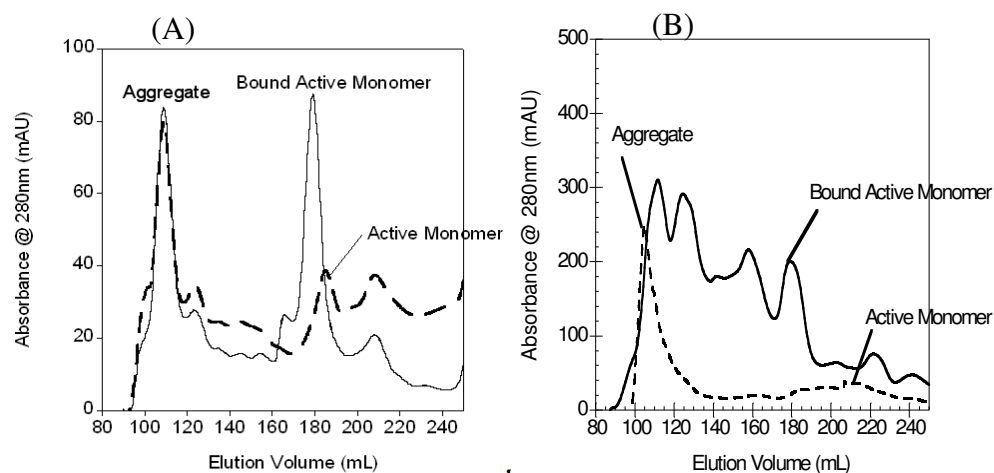 (A)
100
80
60
40
20
0
Absorbance @ 280nm (mAU)
Aggregate
Bound Active Monomer
Active Monomer
80 100 120 140 160 180 200 220 240
Elution Volume (mL)
(B)
500
400
300
200
100
0
Absorbance @ 280nm (mAU)
Aggregate
Bound Active Monomer
Active Monomer
80 100 120 140 160 180 200 220 240
Elution Volume (mL)